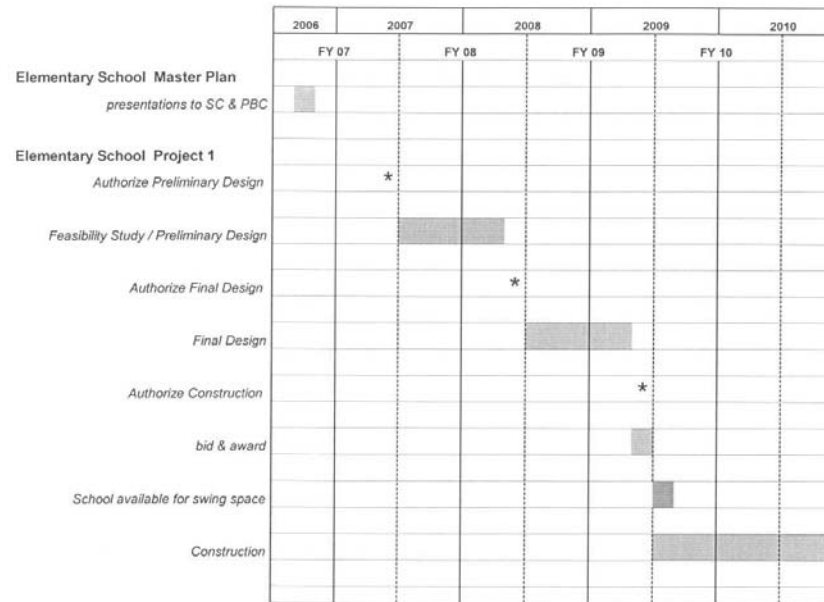 2006 2007 2008 2009 2010
FY 07 FY 08 FY 09 FY 10
Elementary School Master Plan
presentations to SC & PBC
Elementary School Project 1
Authorize Preliminary Design *
Feasibility Study / Preliminary Design
Authorize Final Design *
Final Design
Authorize Construction *
bid & award
School available for swing space
Construction